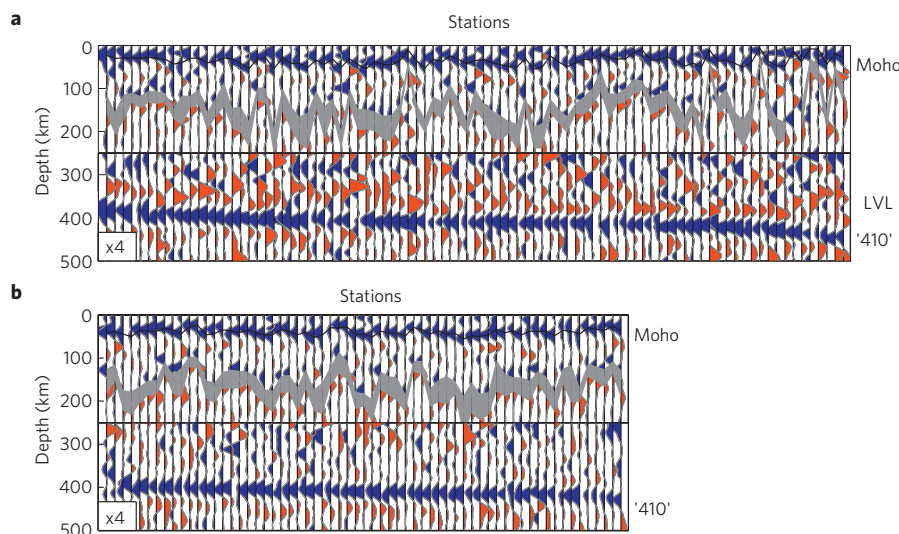 a
Stations
0
100
200
300
400
500
Depth (km)
Moho
LVL
'410'
x4
b
Stations
0
100
200
300
400
500
Depth (km)
Moho
'410'
x4